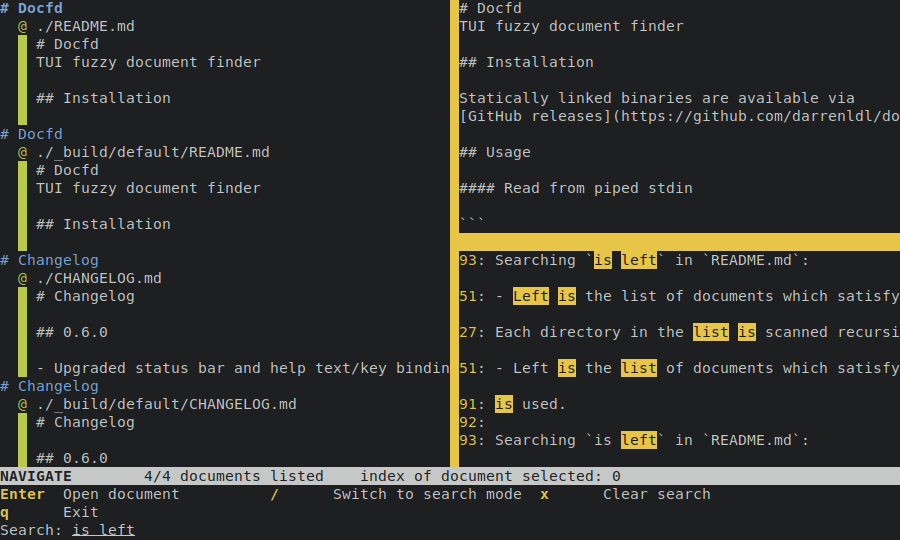 # Docfd
@ ./README.md
# Docfd
TUI fuzzy document finder
## Installation
# Docfd
@ ./_build/default/README.md
# Docfd
TUI fuzzy document finder
## Installation
# Changelog
@ ./CHANGELOG.md
# Changelog
## 0.6.0
- Upgraded status bar and help text/key bindin
# Changelog
@ ./_build/default/CHANGELOG.md
# Changelog
## 0.6.0
# Docfd
TUI fuzzy document finder
## Installation
Statically linked binaries are available via
[GitHub releases](https://github.com/darrenldl/do
## Usage
#### Read from piped stdin
```
93: Searching `is left` in `README.md`:
51: - Left is the list of documents which satisfy
27: Each directory in the list is scanned recursi
51: - Left is the list of documents which satisfy
91: is used.
92:
93: Searching `is left` in `README.md`:
NAVIGATE 4/4 documents listed index of document selected: 0
Enter Open document / Switch to search mode x Clear search
q Exit
Search: is left